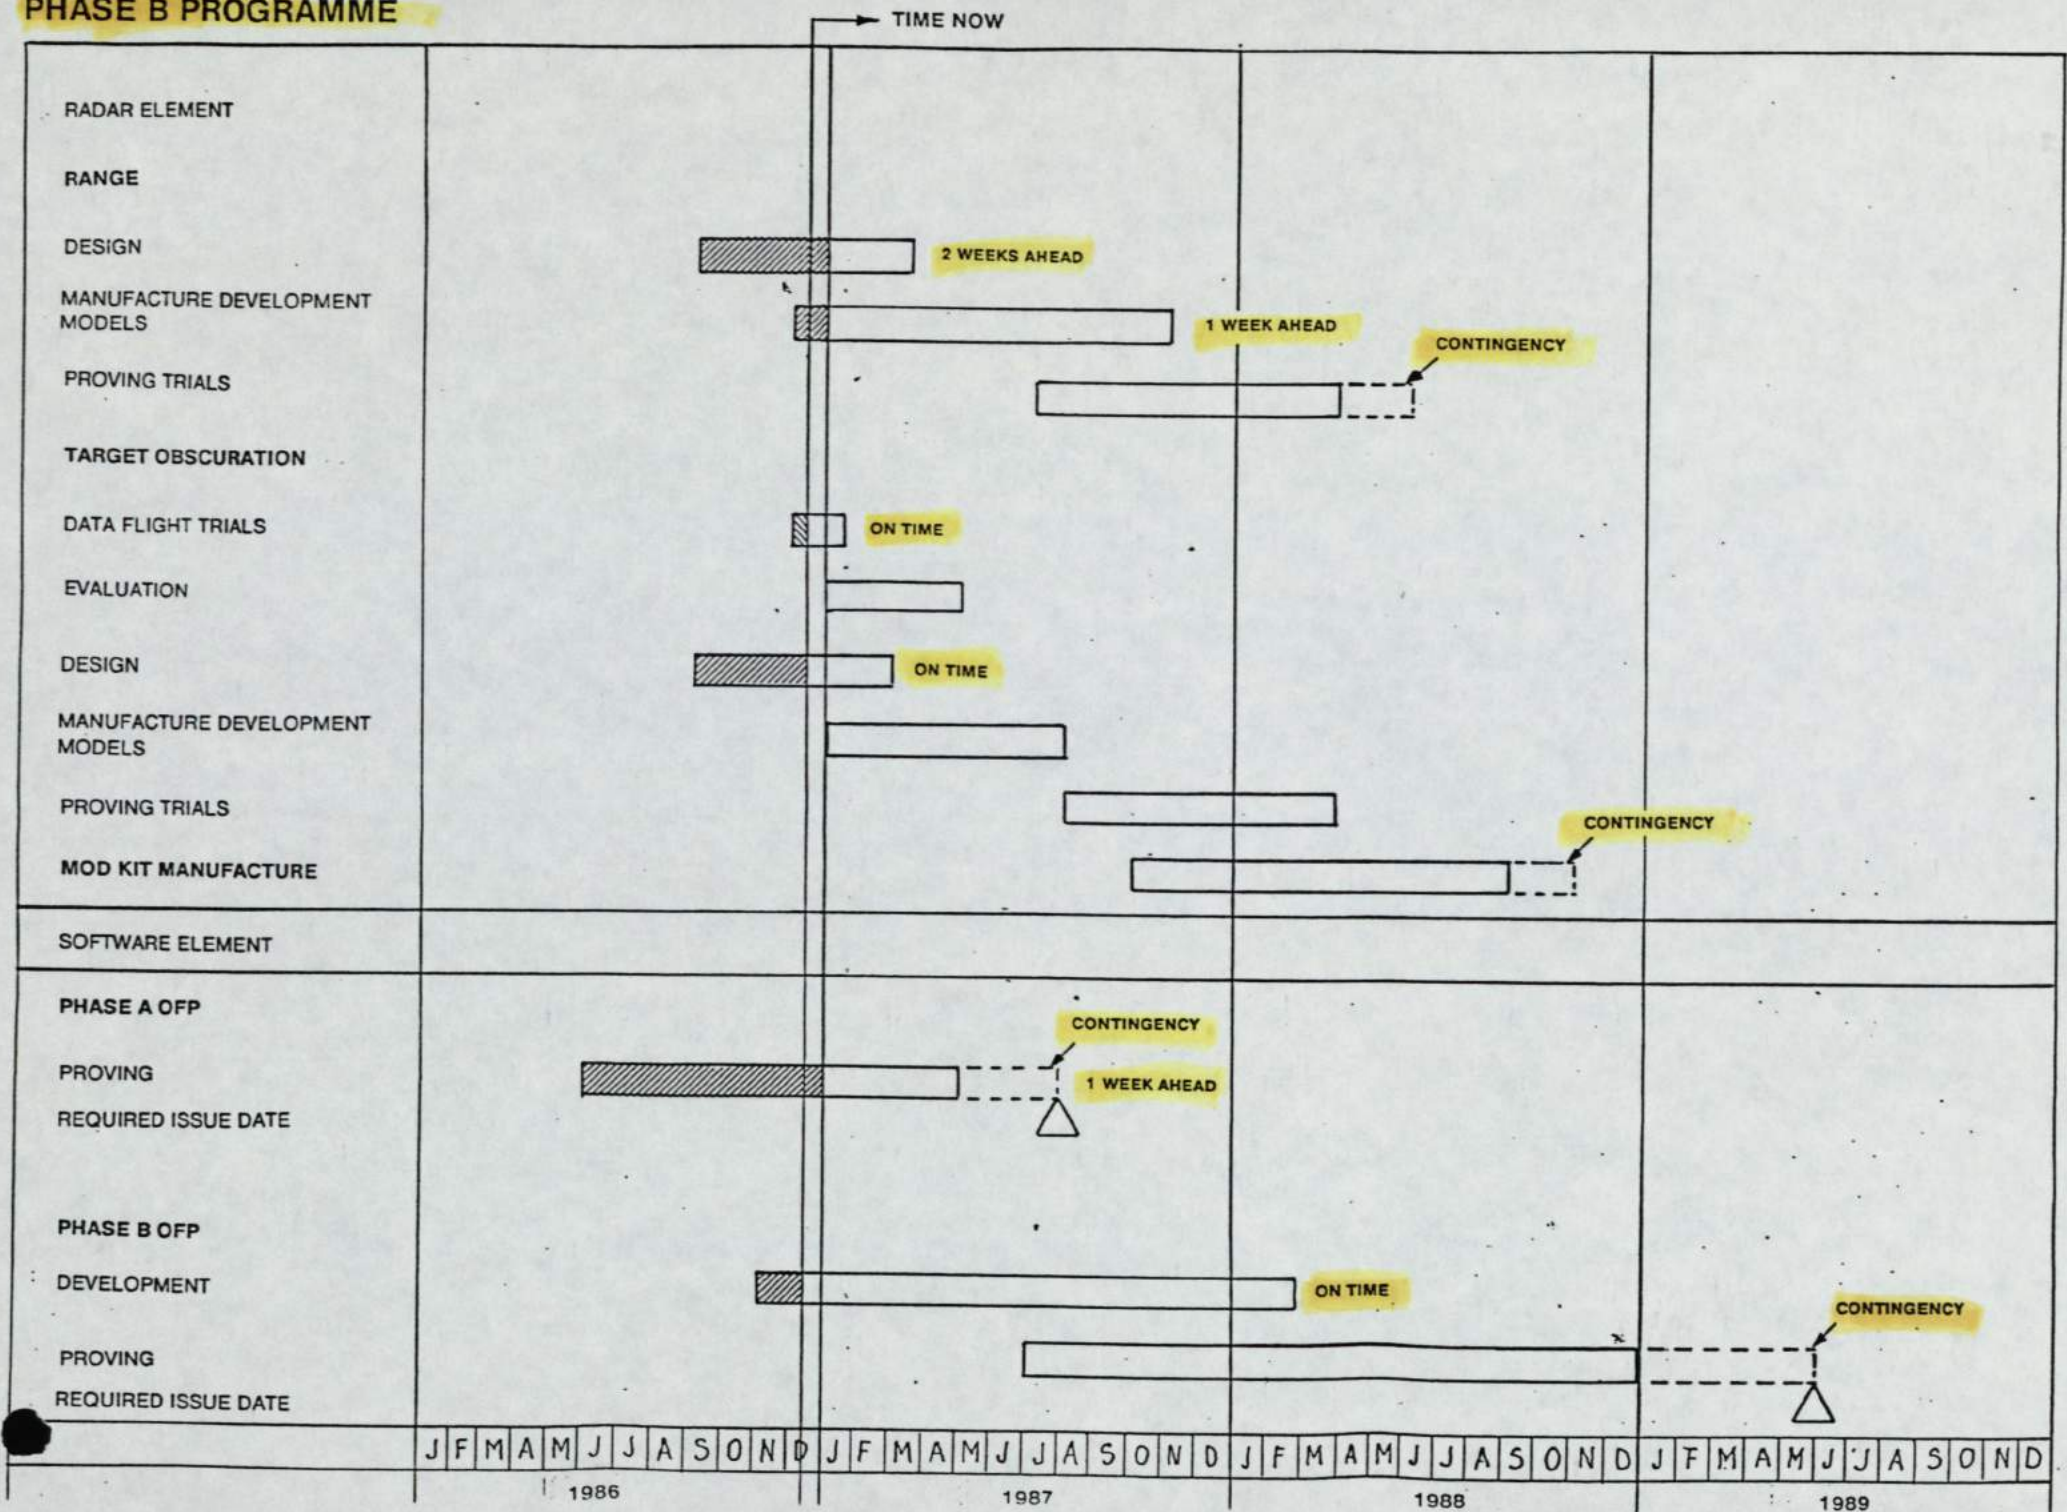 PHASE B PROGRAMME
TIME NOW
RADAR ELEMENT
RANGE
DESIGN
2 WEEKS AHEAD
MANUFACTURE DEVELOPMENT
MODELS
1 WEEK AHEAD
CONTINGENCY
PROVING TRIALS
TARGET OBSCURATION
DATA FLIGHT TRIALS
ON TIME
EVALUATION
DESIGN
ON TIME
MANUFACTURE DEVELOPMENT
MODELS
PROVING TRIALS
CONTINGENCY
MOD KIT MANUFACTURE
SOFTWARE ELEMENT
PHASE A OFP
CONTINGENCY
PROVING
1 WEEK AHEAD
REQUIRED ISSUE DATE
PHASE B OFP
DEVELOPMENT
ON TIME
CONTINGENCY
PROVING
REQUIRED ISSUE DATE
J F M A M J J A S O N D J F M A M J J A S O N D J F M A M J J A S O N D J F M A M J J A S O N D
1986 1987 1988 1989